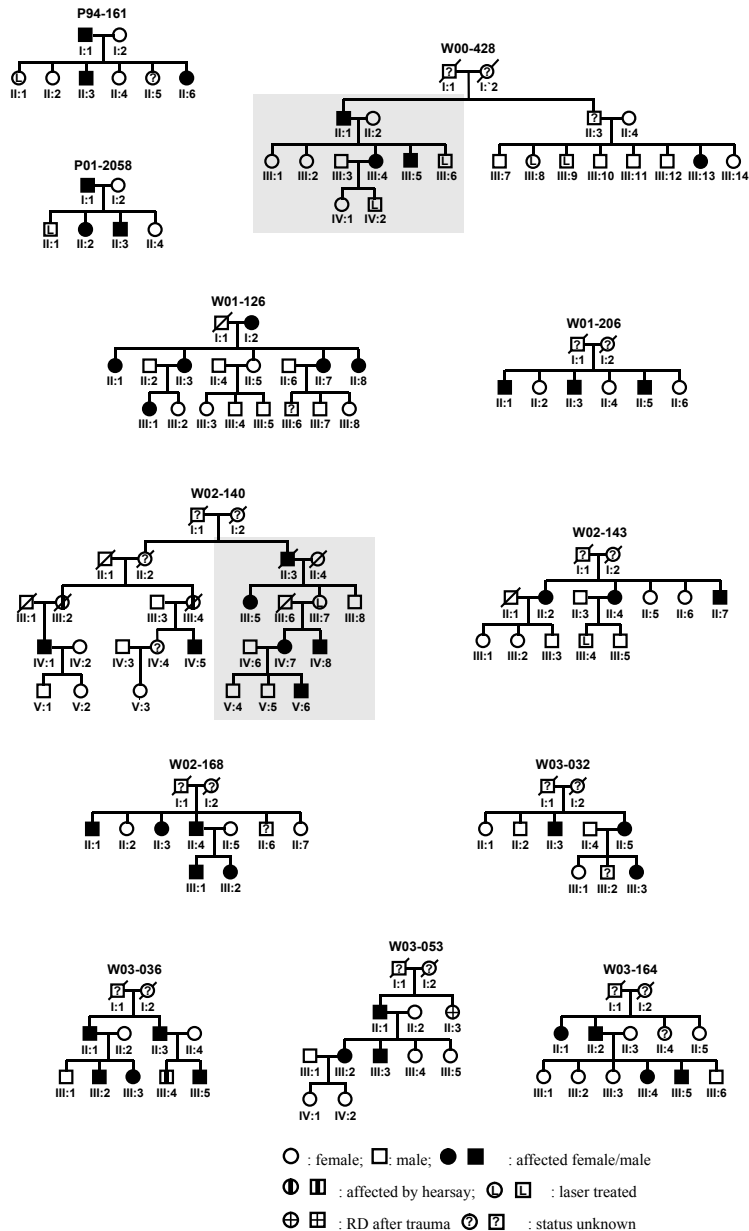 P94-161
I:1 I:2
L ?
II:1 II:2 II:3 II:4 II:5 II:6
W00-428
? ?
I:1 I:`2
?
II:1 II:2 II:3 II:4
L L L
III:1 III:2 III:3 III:4 III:5 III:6 III:7 III:8 III:9 III:10 III:11 III:12 III:13 III:14
L
IV:1 IV:2
P01-2058
I:1 I:2
L
II:1 II:2 II:3 II:4
W01-126
I:1 I:2
II:1 II:2 II:3 II:4 II:5 II:6 II:7 II:8
?
III:1 III:2 III:3 III:4 III:5 III:6 III:7 III:8
W01-206
? ?
I:1 I:2
II:1 II:2 II:3 II:4 II:5 II:6
W02-140
? ?
I:1 I:2
?
II:1 II:2 II:3 II:4
L
III:1 III:2 III:3 III:4 III:5 III:6 III:7 III:8
?
IV:1 IV:2 IV:3 IV:4 IV:5 IV:6 IV:7 IV:8
V:1 V:2 V:3 V:4 V:5 V:6
W02-143
? ?
I:1 I:2
II:1 II:2 II:3 II:4 II:5 II:6 II:7
L
III:1 III:2 III:3 III:4 III:5
W02-168
? ?
I:1 I:2
?
II:1 II:2 II:3 II:4 II:5 II:6 II:7
III:1 III:2
W03-032
? ?
I:1 I:2
II:1 II:2 II:3 II:4 II:5
?
III:1 III:2 III:3
W03-036
? ?
I:1 I:2
II:1 II:2 II:3 II:4
III:1 III:2 III:3 III:4 III:5
W03-053
? ?
I:1 I:2
II:1 II:2 II:3
III:1 III:2 III:3 III:4 III:5
IV:1 IV:2
W03-164
? ?
I:1 I:2
?
II:1 II:2 II:3 II:4 II:5
III:1 III:2 III:3 III:4 III:5 III:6
: female; : male; : affected female/male
: affected by hearsay; L L : laser treated
: RD after trauma ? ? : status unknown